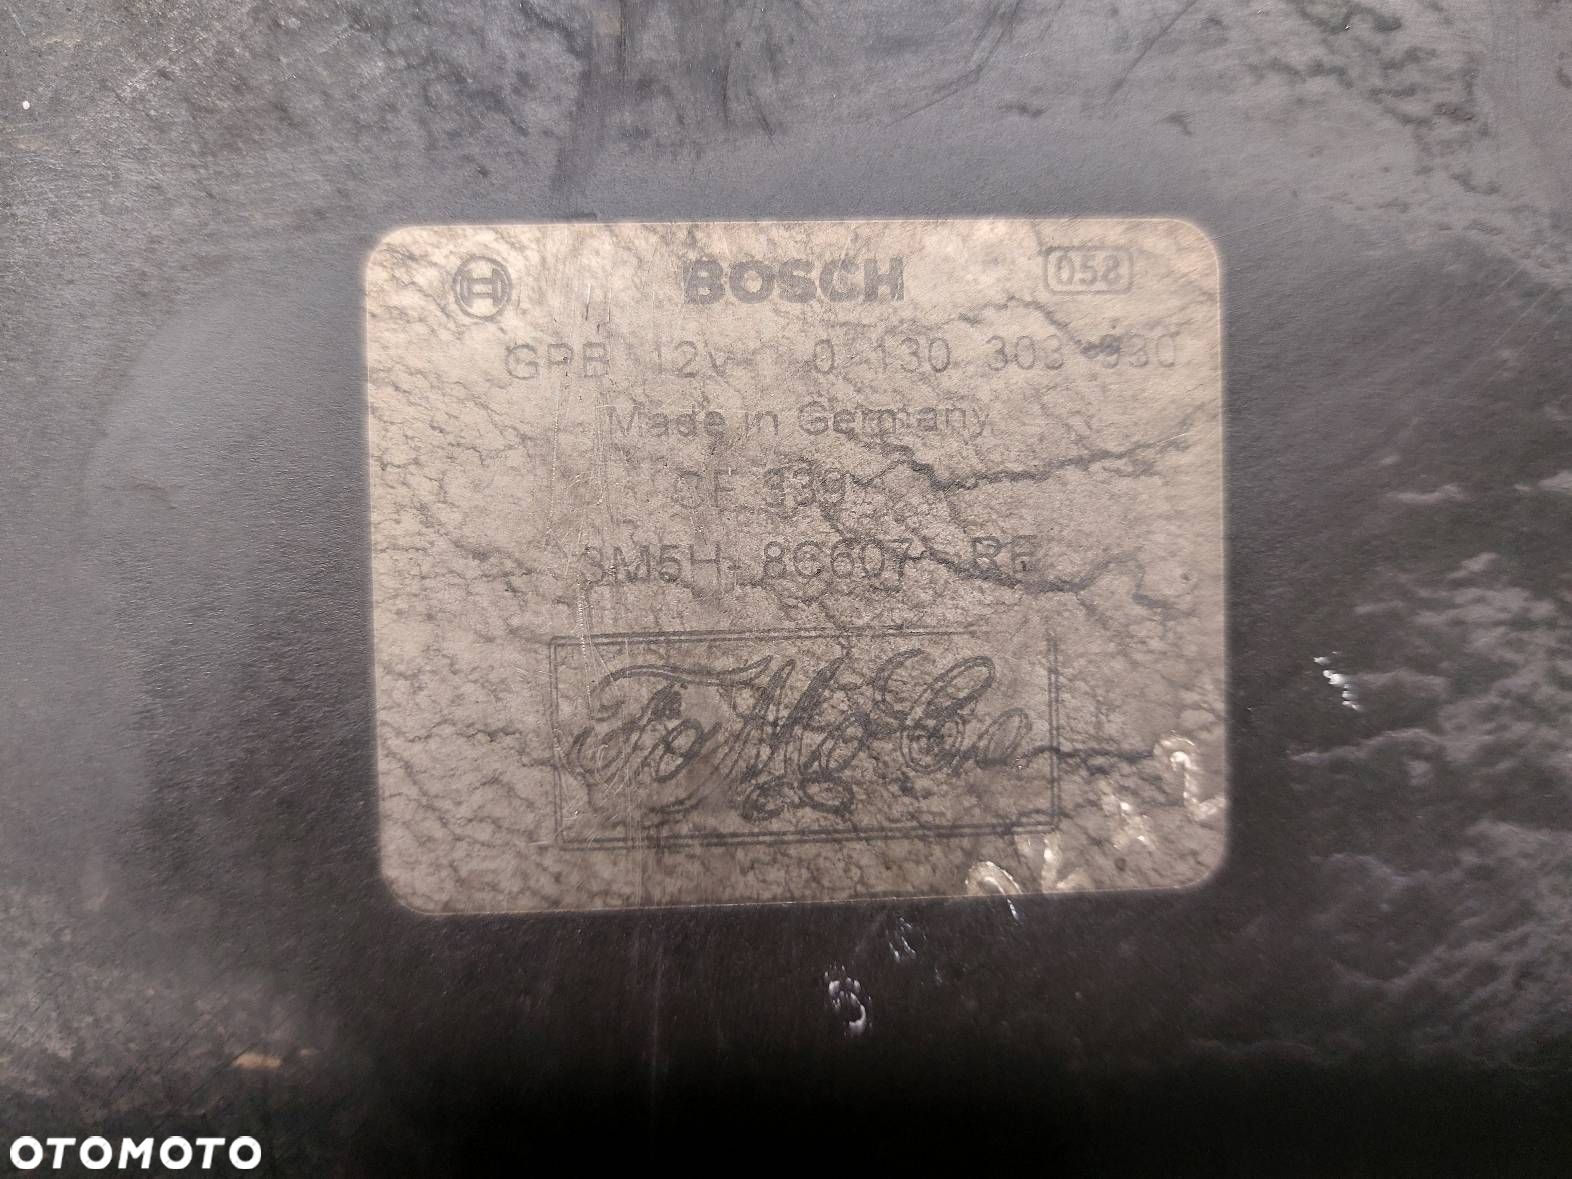 BOSCH 058
GPB 12V 0 130 303 930
Made in Germany
CF 339
3M5H-8C607-RE
FoMoCo
OTOMOTO